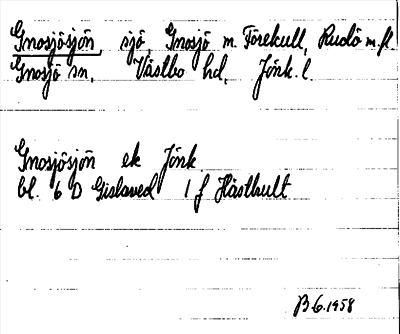 Gnosjösjön, sjö, Gnosjö m. Törekull, Rudö m.fl.
Gnosjö sn, Västbo hd, Jönk. l.
Gnosjösjön ek Jönk
bl. 6 D Gislaved 1 f Hästhult
B 6.1958